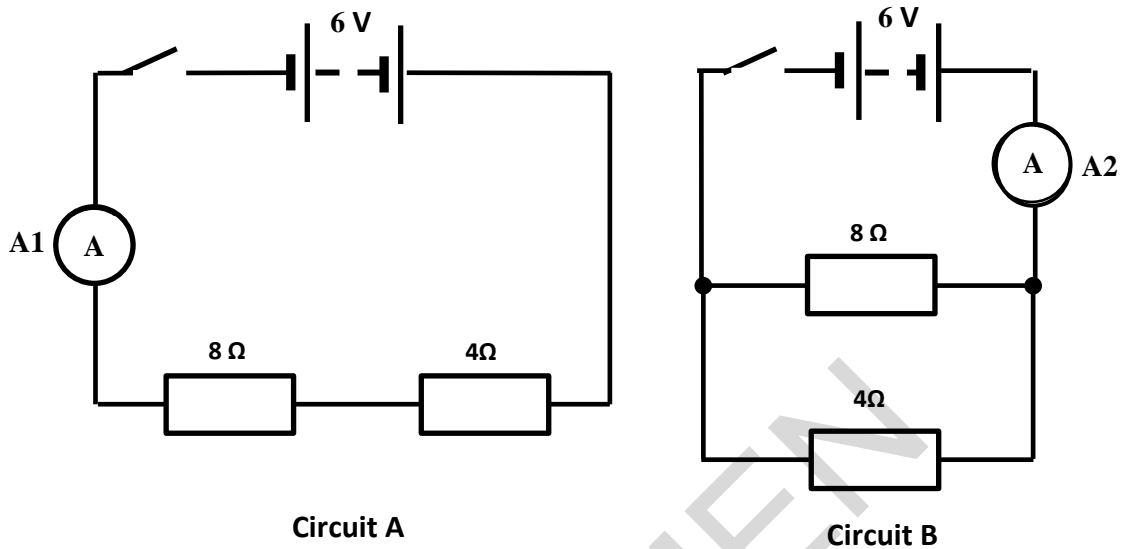 6 V
A1 A
8 Ω 4Ω
Circuit A
6 V
A A2
8 Ω
4Ω
Circuit B